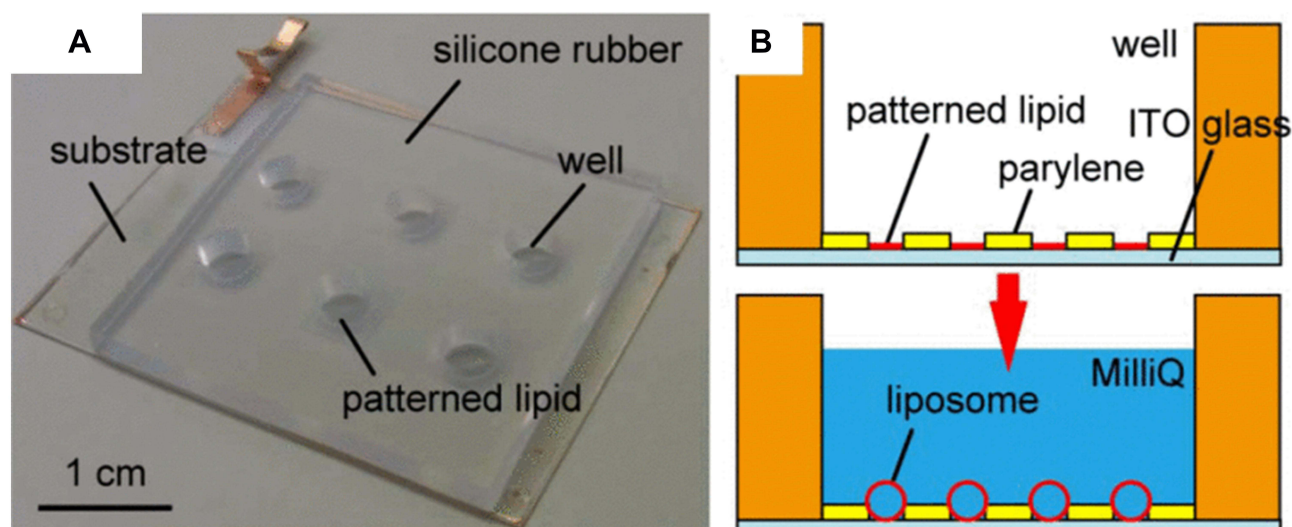 A
silicone rubber
substrate
well
patterned lipid
1 cm
B
well
patterned lipid
ITO glass
parylene
MilliQ
liposome